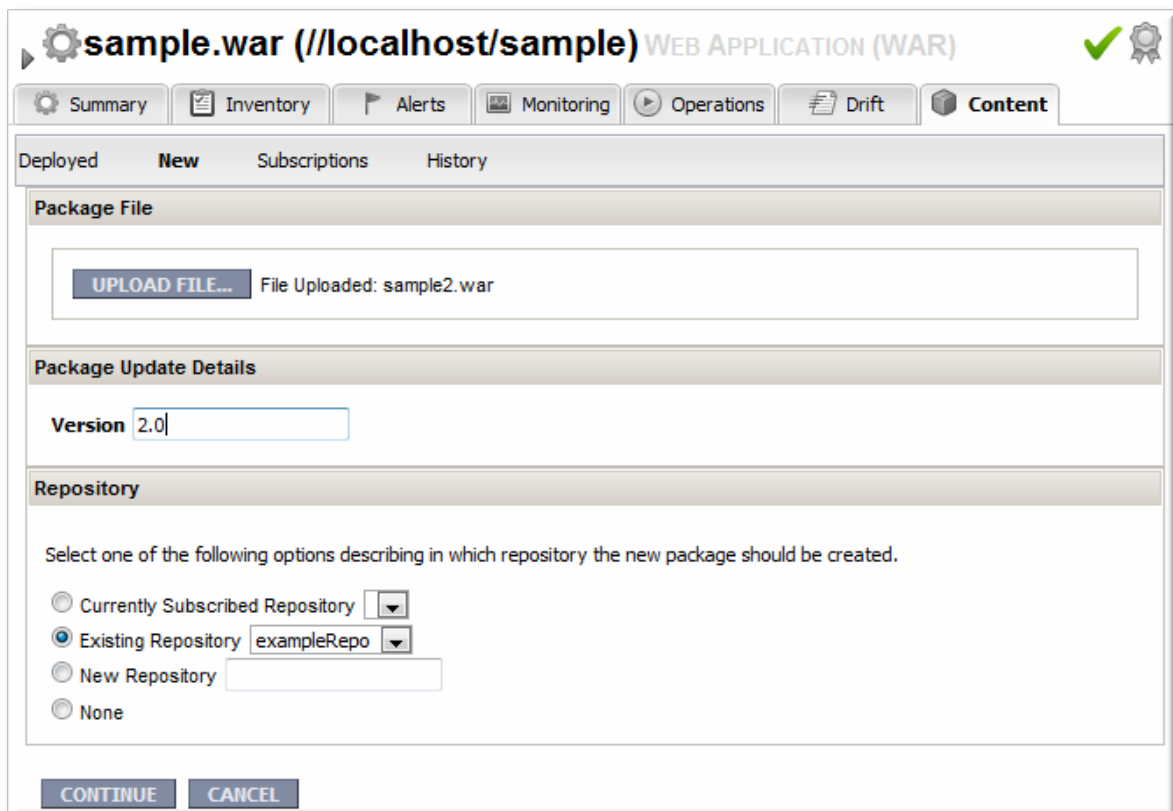 sample.war (//localhost/sample) WEB APPLICATION (WAR)
Summary Inventory Alerts Monitoring Operations Drift Content
Deployed New Subscriptions History
Package File
UPLOAD FILE... File Uploaded: sample2.war
Package Update Details
Version 2.0
Repository
Select one of the following options describing in which repository the new package should be created.
Currently Subscribed Repository
Existing Repository exampleRepo
New Repository
None
CONTINUE CANCEL